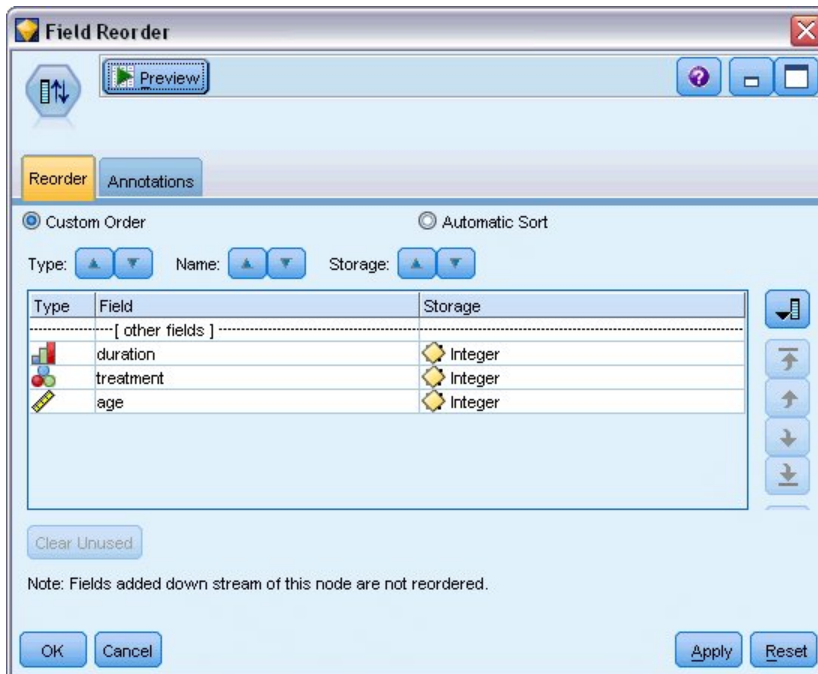 Field Reorder
Preview
Reorder Annotations
Custom Order Automatic Sort
Type: Name: Storage:
Type Field Storage
[ other fields ]
duration Integer
treatment Integer
age Integer
Clear Unused
Note: Fields added down stream of this node are not reordered.
OK Cancel Apply Reset